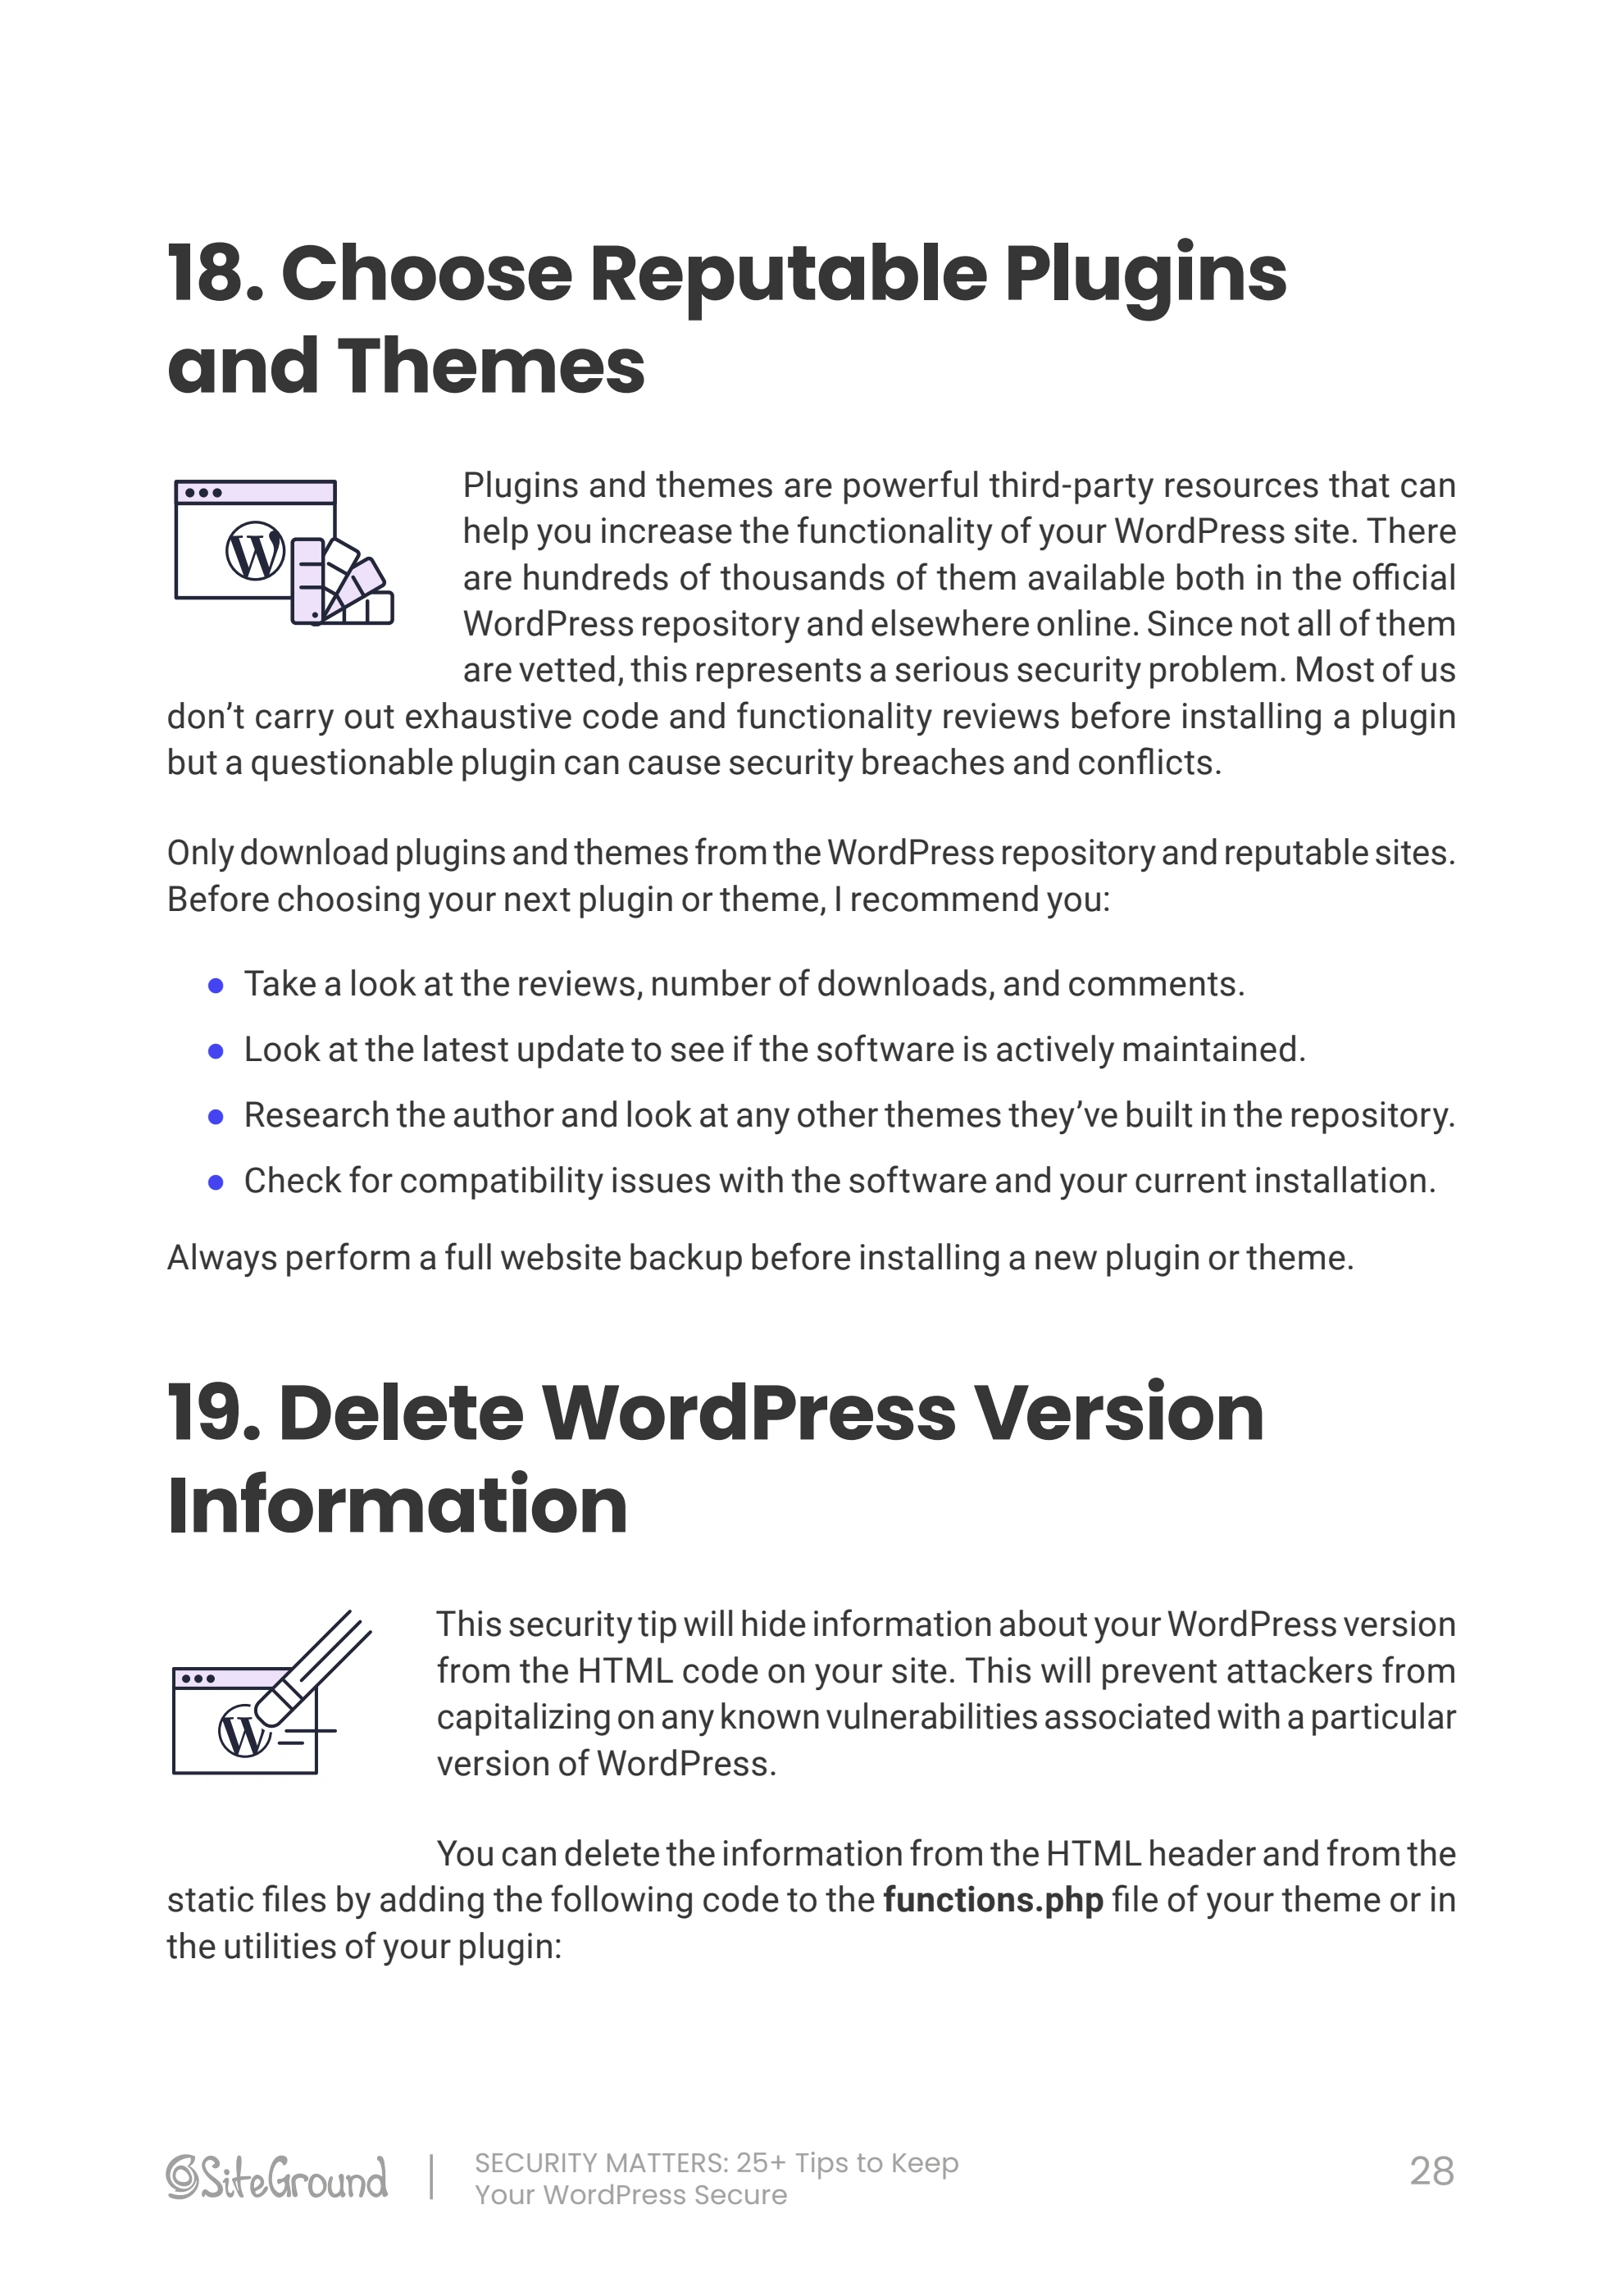 18. Choose Reputable Plugins
and Themes
Plugins and themes are powerful third-party resources that can
help you increase the functionality of your WordPress site. There
are hundreds of thousands of them available both in the official
WordPress repository and elsewhere online. Since not all of them
are vetted, this represents a serious security problem. Most of us
don’t carry out exhaustive code and functionality reviews before installing a plugin
but a questionable plugin can cause security breaches and conflicts.
Only download plugins and themes from the WordPress repository and reputable sites.
Before choosing your next plugin or theme, I recommend you:
• Take a look at the reviews, number of downloads, and comments.
• Look at the latest update to see if the software is actively maintained.
• Research the author and look at any other themes they’ve built in the repository.
• Check for compatibility issues with the software and your current installation.
Always perform a full website backup before installing a new plugin or theme.
19. Delete WordPress Version
Information
This security tip will hide information about your WordPress version
from the HTML code on your site. This will prevent attackers from
capitalizing on any known vulnerabilities associated with a particular
version of WordPress.
You can delete the information from the HTML header and from the
static files by adding the following code to the functions.php file of your theme or in
the utilities of your plugin:
SiteGround
SECURITY MATTERS: 25+ Tips to Keep
Your WordPress Secure
28